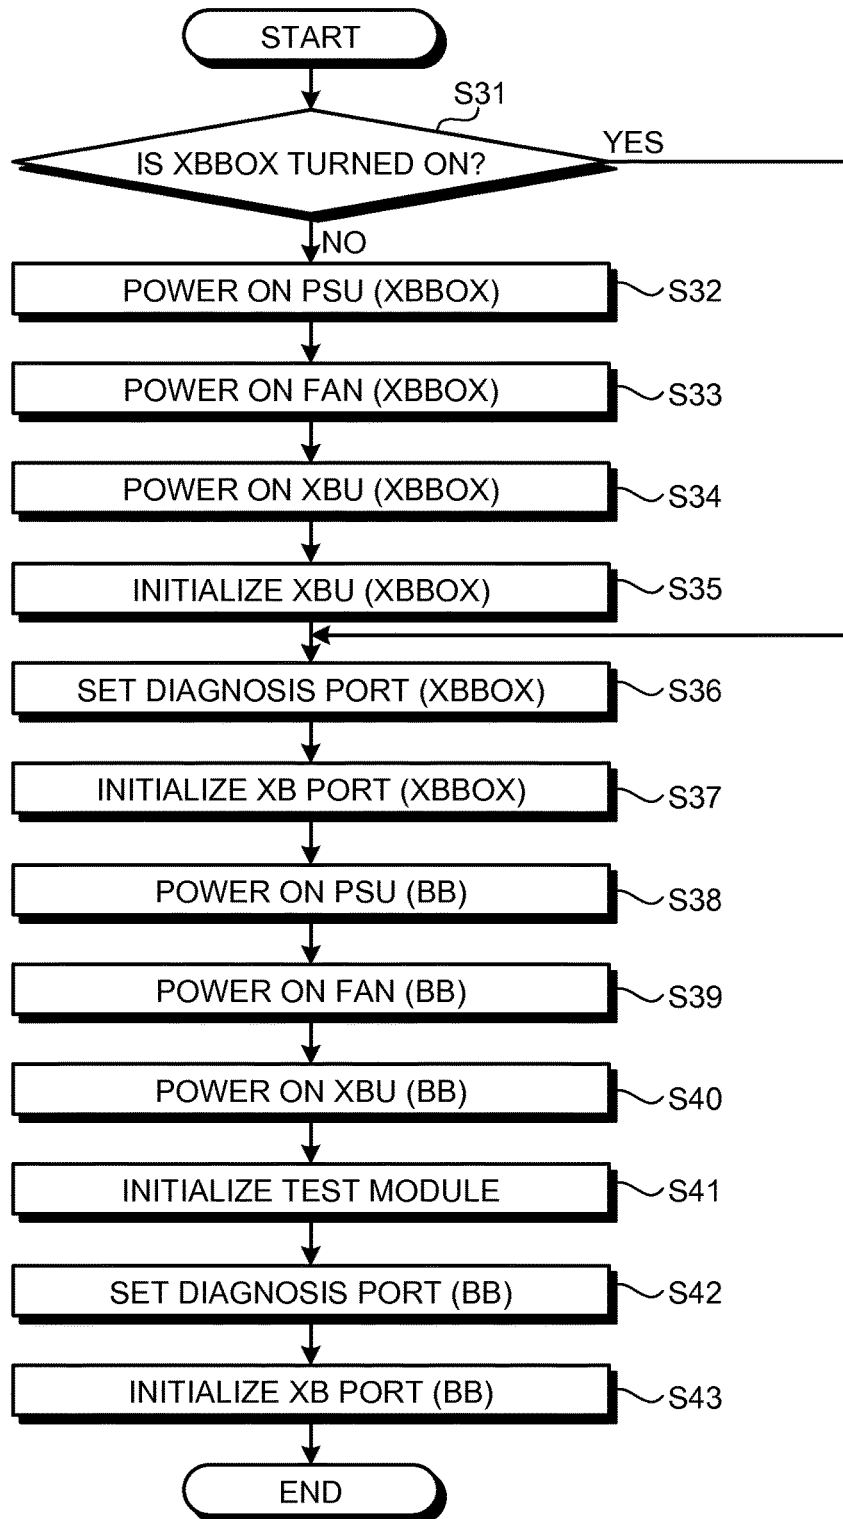 START
S31
IS XBBOX TURNED ON?
YES
NO
POWER ON PSU (XBBOX)
S32
POWER ON FAN (XBBOX)
S33
POWER ON XBU (XBBOX)
S34
INITIALIZE XBU (XBBOX)
S35
SET DIAGNOSIS PORT (XBBOX)
S36
INITIALIZE XB PORT (XBBOX)
S37
POWER ON PSU (BB)
S38
POWER ON FAN (BB)
S39
POWER ON XBU (BB)
S40
INITIALIZE TEST MODULE
S41
SET DIAGNOSIS PORT (BB)
S42
INITIALIZE XB PORT (BB)
S43
END